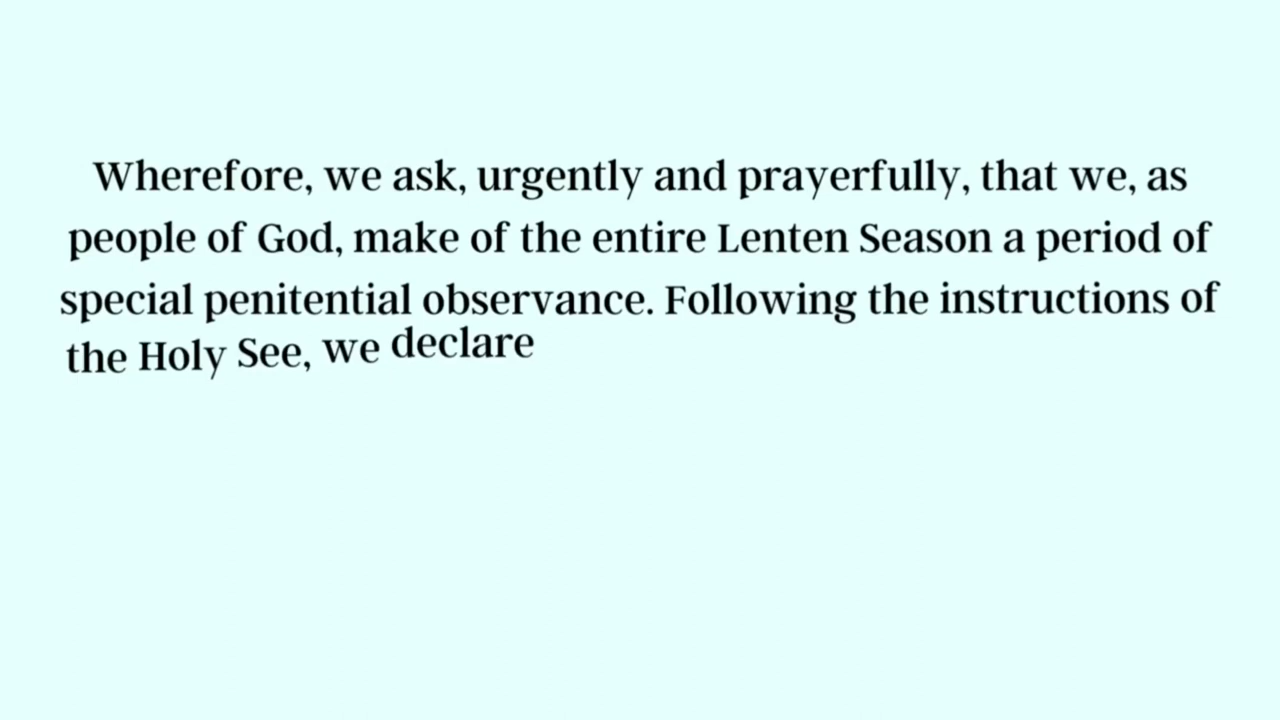 Wherefore, we ask, urgently and prayerfully, that we, as
people of God, make of the entire Lenten Season a period of
special penitential observance. Following the instructions of
the Holy See, we declare